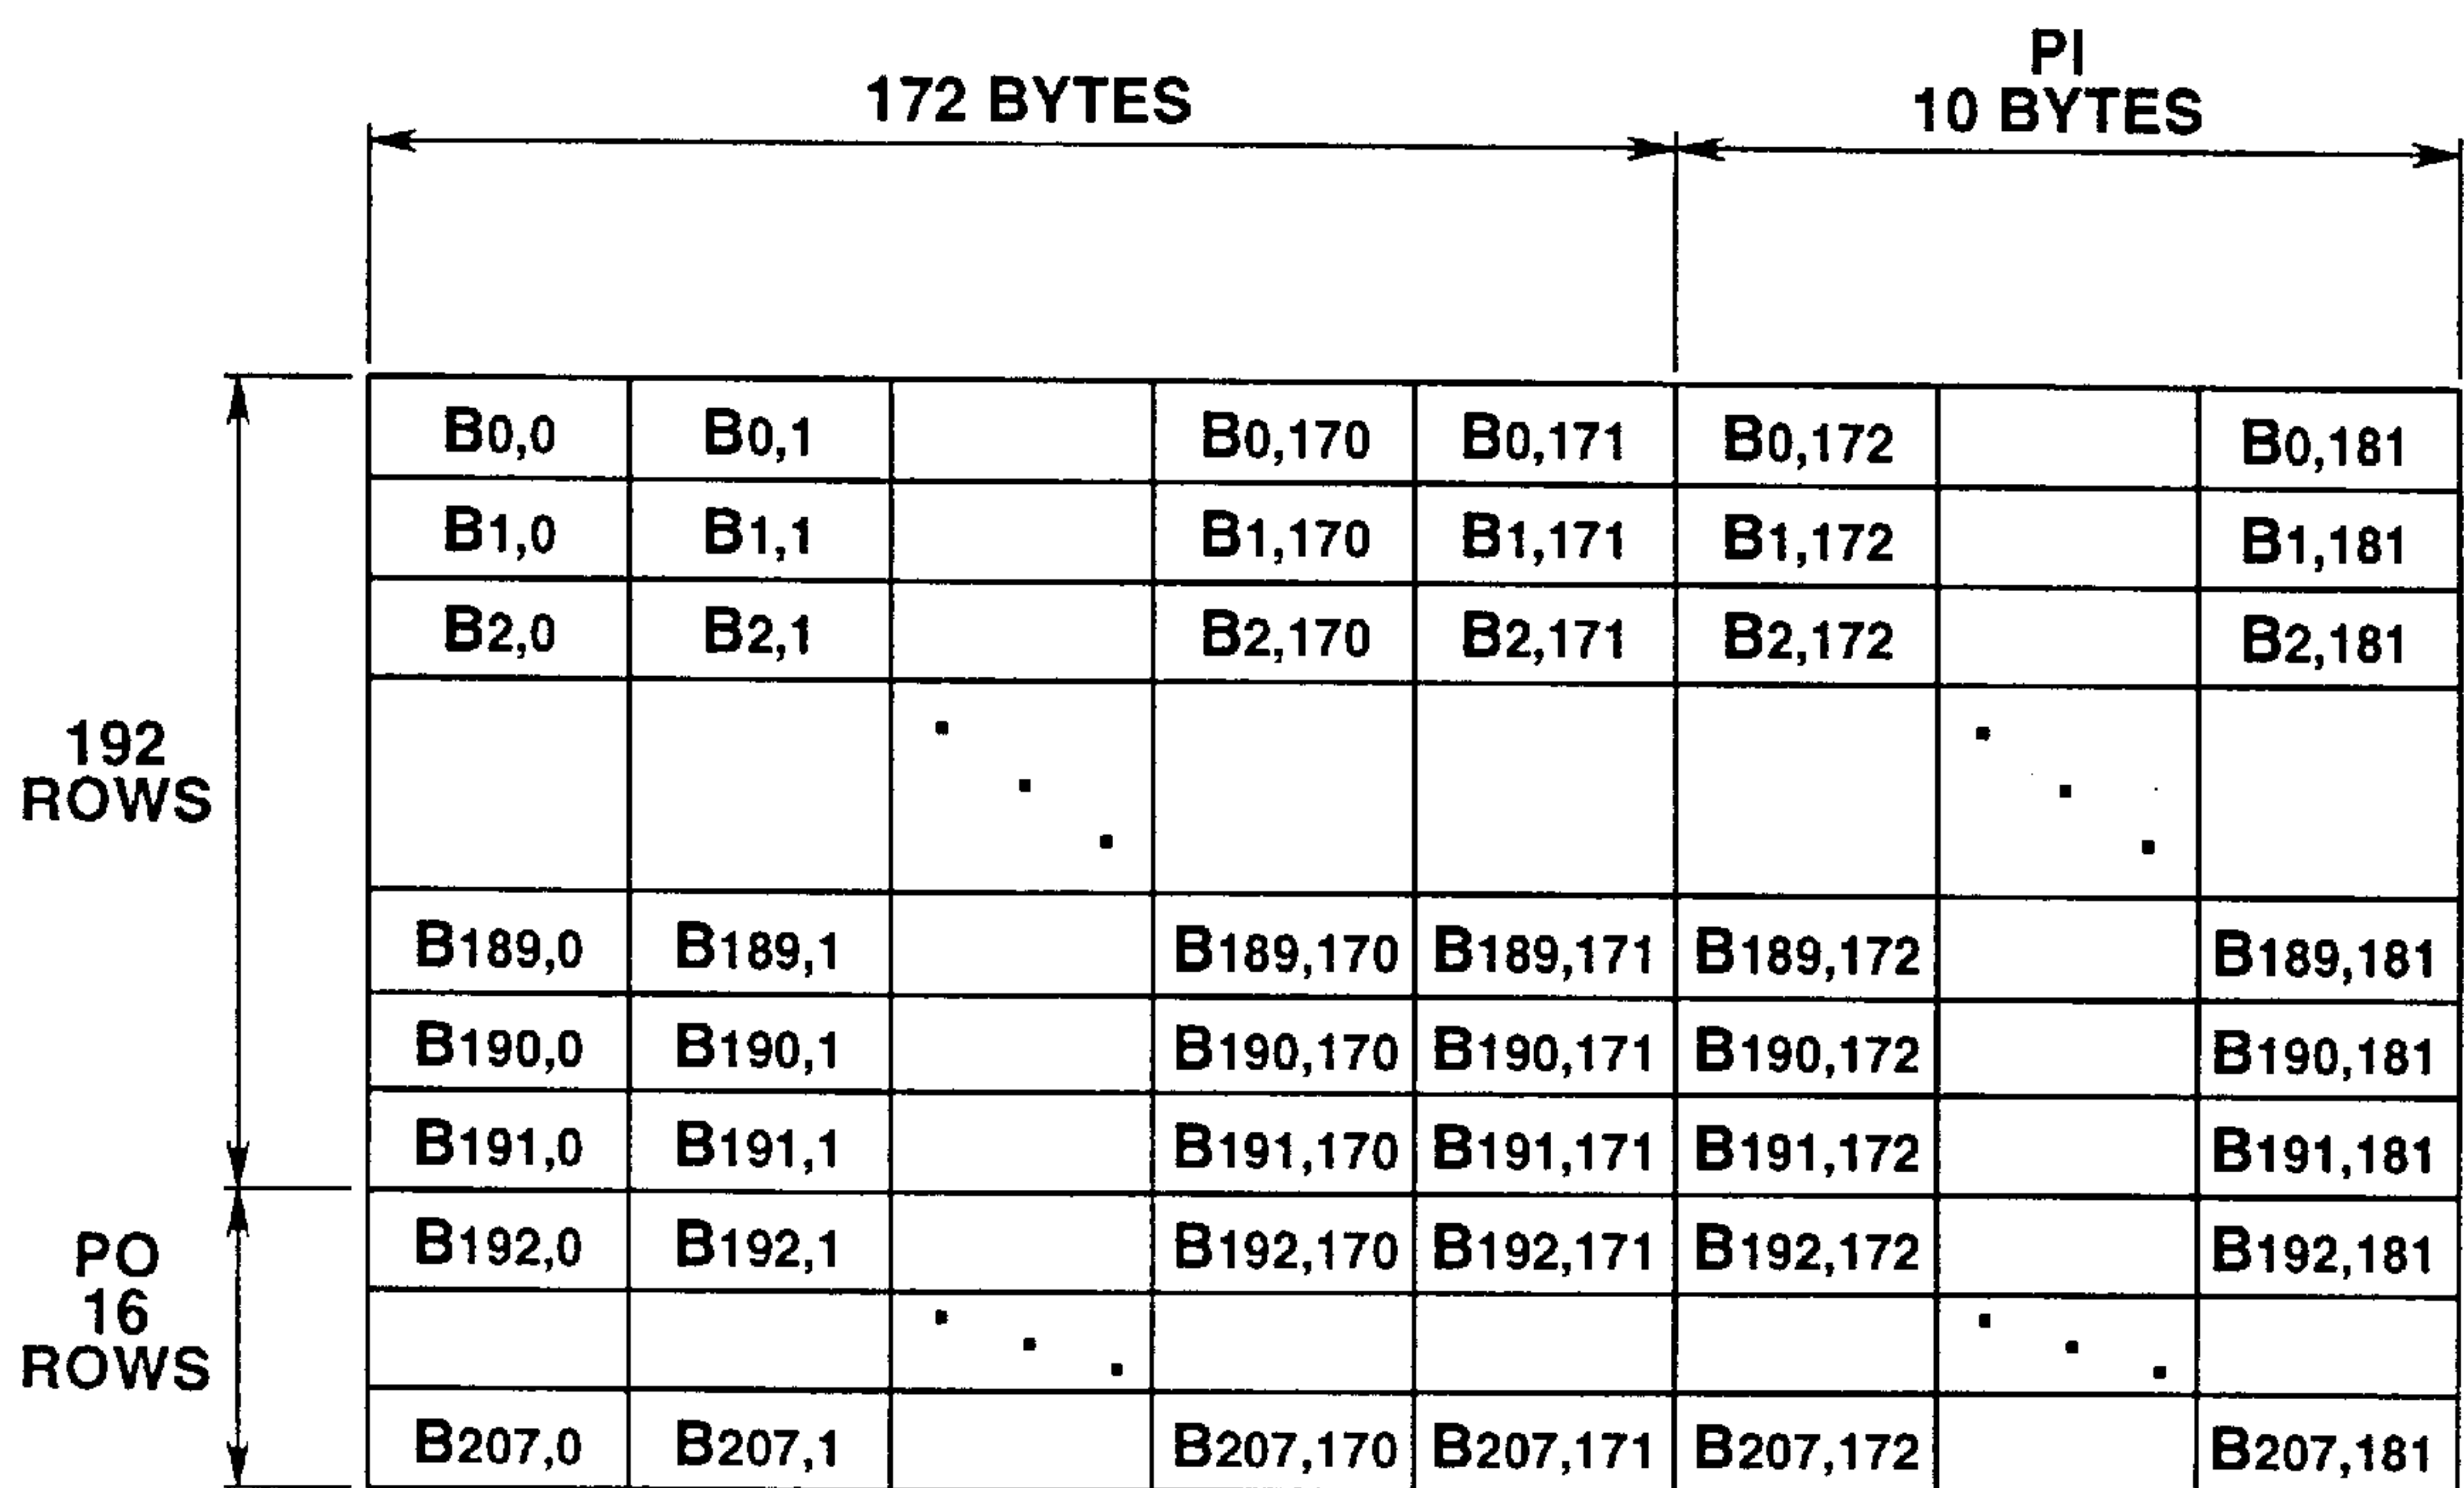 PI
172 BYTES 10 BYTES
B0,0 B0,1 B0,170 B0,171 B0,172 B0,181
B1,0 B1,1 B1,170 B1,171 B1,172 B1,181
B2,0 B2,1 B2,170 B2,171 B2,172 B2,181
192
ROWS
B189,0 B189,1 B189,170 B189,171 B189,172 B189,181
B190,0 B190,1 B190,170 B190,171 B190,172 B190,181
B191,0 B191,1 B191,170 B191,171 B191,172 B191,181
PO
16
ROWS
B192,0 B192,1 B192,170 B192,171 B192,172 B192,181
B207,0 B207,1 B207,170 B207,171 B207,172 B207,181